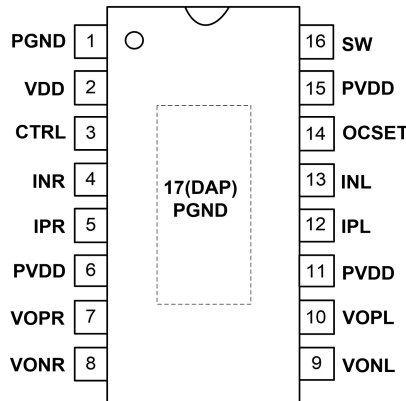 PGND 1 16 SW
VDD 2 15 PVDD
CTRL 3 14 OCSET
INR 4 13 INL
17(DAP)
PGND
IPR 5 12 IPL
PVDD 6 11 PVDD
VOPR 7 10 VOPL
VONR 8 9 VONL